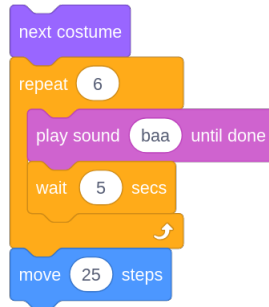 next costume
repeat 6
play sound baa until done
wait 5 secs
move 25 steps